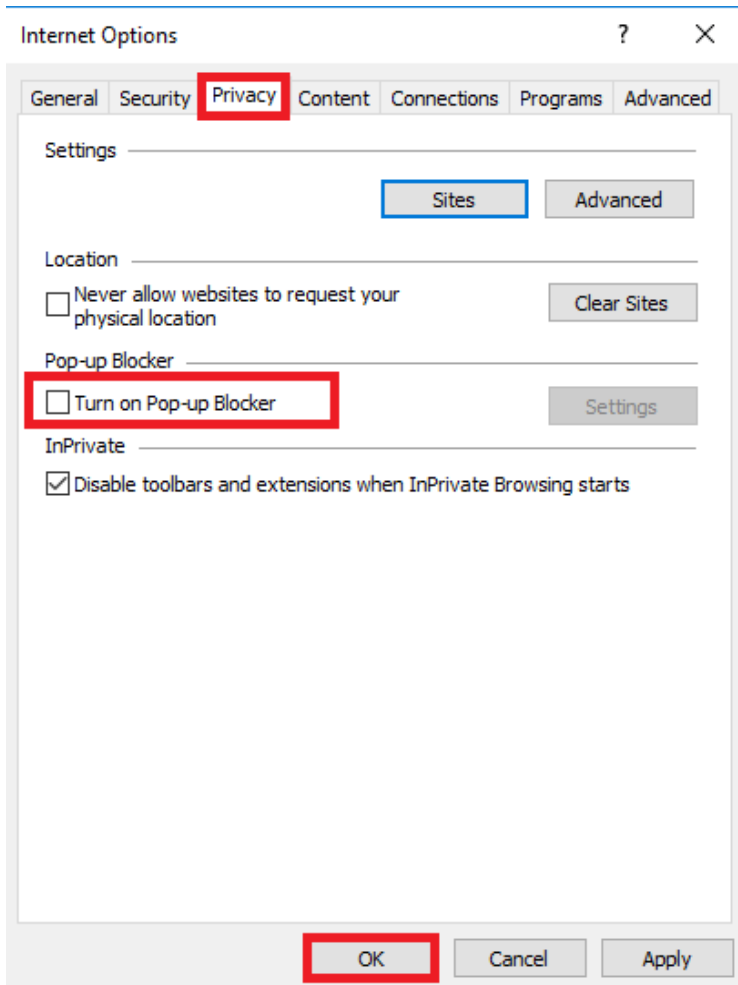 Internet Options ?
General Security Privacy Content Connections Programs Advanced
Settings
Sites Advanced
Location
Never allow websites to request your
physical location
Clear Sites
Pop-up Blocker
Turn on Pop-up Blocker Settings
InPrivate
Disable toolbars and extensions when InPrivate Browsing starts
OK Cancel Apply